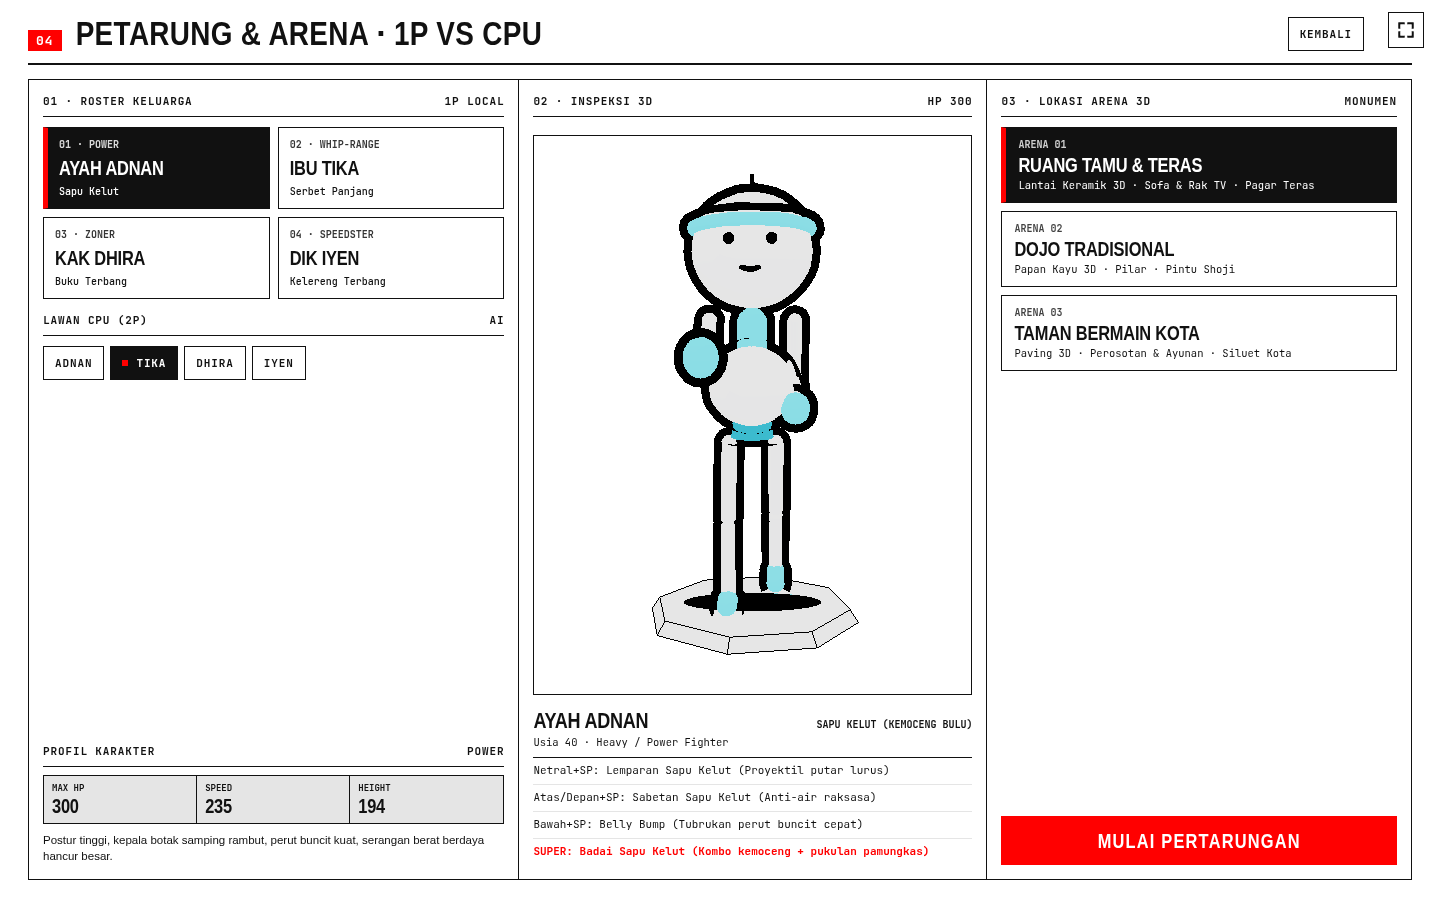 04 PETARUNG & ARENA · 1P VS CPU
KEMBALI
01 · ROSTER KELUARGA 1P LOCAL
01 · POWER
AYAH ADNAN
Sapu Kelut
02 · WHIP-RANGE
IBU TIKA
Serbet Panjang
03 · ZONER
KAK DHIRA
Buku Terbang
04 · SPEEDSTER
DIK IYEN
Kelereng Terbang
LAWAN CPU (2P) AI
ADNAN TIKA DHIRA IYEN
PROFIL KARAKTER POWER
MAX HP
300
SPEED
235
HEIGHT
194
Postur tinggi, kepala botak samping rambut, perut buncit kuat, serangan berat berdaya
hancur besar.
02 · INSPEKSI 3D HP 300
AYAH ADNAN SAPU KELUT (KEMOCENG BULU)
Usia 40 · Heavy / Power Fighter
Netral+SP: Lemparan Sapu Kelut (Proyektil putar lurus)
Atas/Depan+SP: Sabetan Sapu Kelut (Anti-air raksasa)
Bawah+SP: Belly Bump (Tubrukan perut buncit cepat)
SUPER: Badai Sapu Kelut (Kombo kemoceng + pukulan pamungkas)
03 · LOKASI ARENA 3D MONUMEN
ARENA 01
RUANG TAMU & TERAS
Lantai Keramik 3D · Sofa & Rak TV · Pagar Teras
ARENA 02
DOJO TRADISIONAL
Papan Kayu 3D · Pilar · Pintu Shoji
ARENA 03
TAMAN BERMAIN KOTA
Paving 3D · Perosotan & Ayunan · Siluet Kota
MULAI PERTARUNGAN